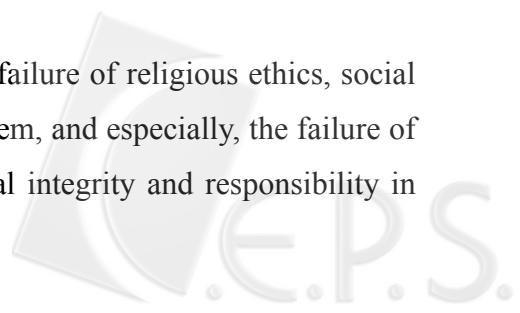 failure of religious ethics, social
em, and especially, the failure of
al integrity and responsibility in
C.E.P.S.